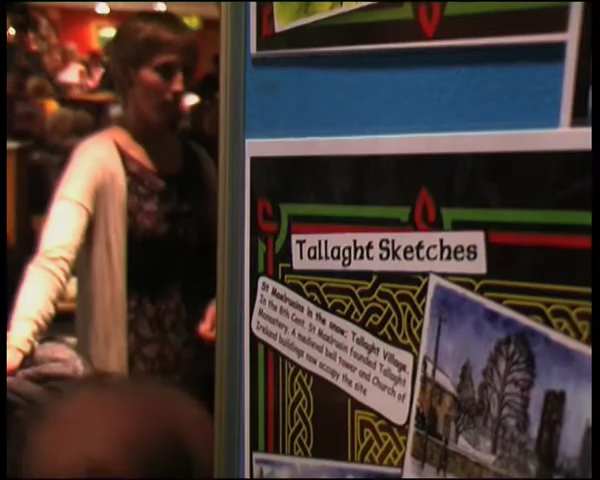 Tallaght Sketches
St Maelruains in the snow: Tallaght Village.
In the 8th Cent. St Maelruain founded Tallaght
Monastery. A medieval bell tower and Church of
Ireland buildings now occupy the site